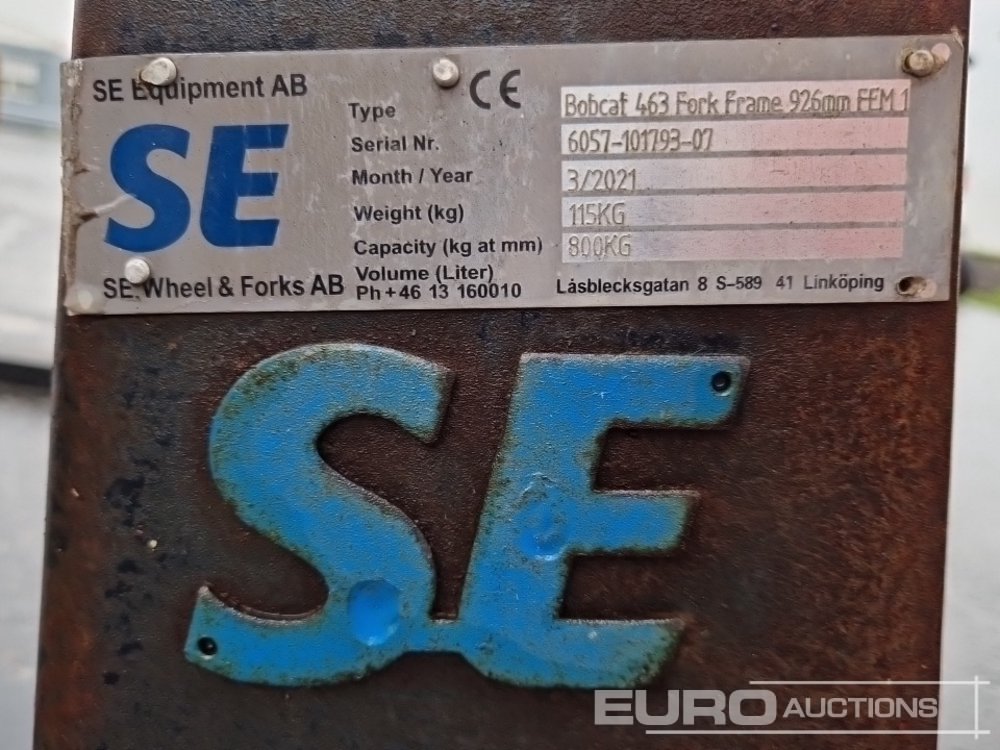 SE Equipment AB
SE
SE Wheel & Forks AB
CE
Type Bobcat 463 Fork Frame 926mm FEM 1
Serial Nr. 6057-101793-07
Month / Year 3/2021
Weight (kg) 115KG
Capacity (kg at mm) 800KG
Volume (Liter)
Ph +46 13 160010 Låsblecksgatan 8 S-589 41 Linköping
SE
EURO AUCTIONS